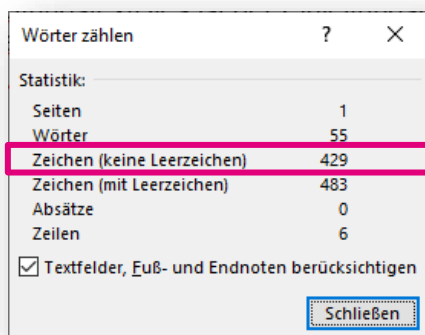 Wörter zählen ? ×
Statistik:
Seiten 1
Wörter 55
Zeichen (keine Leerzeichen) 429
Zeichen (mit Leerzeichen) 483
Absätze 0
Zeilen 6
Textfelder, Fuß- und Endnoten berücksichtigen
Schließen